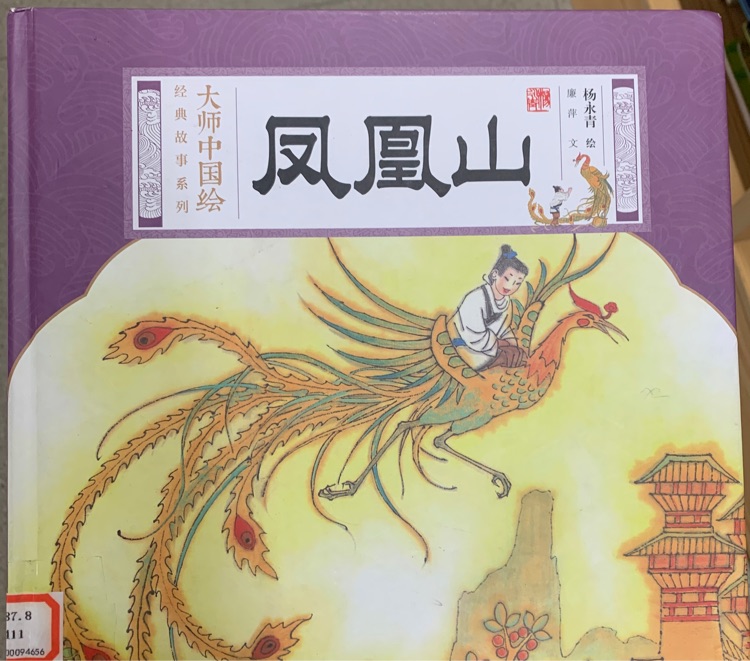 大师中国绘
经典故事系列
凤凰山
杨永青 绘
廉萍 文
87.8
111
00094656